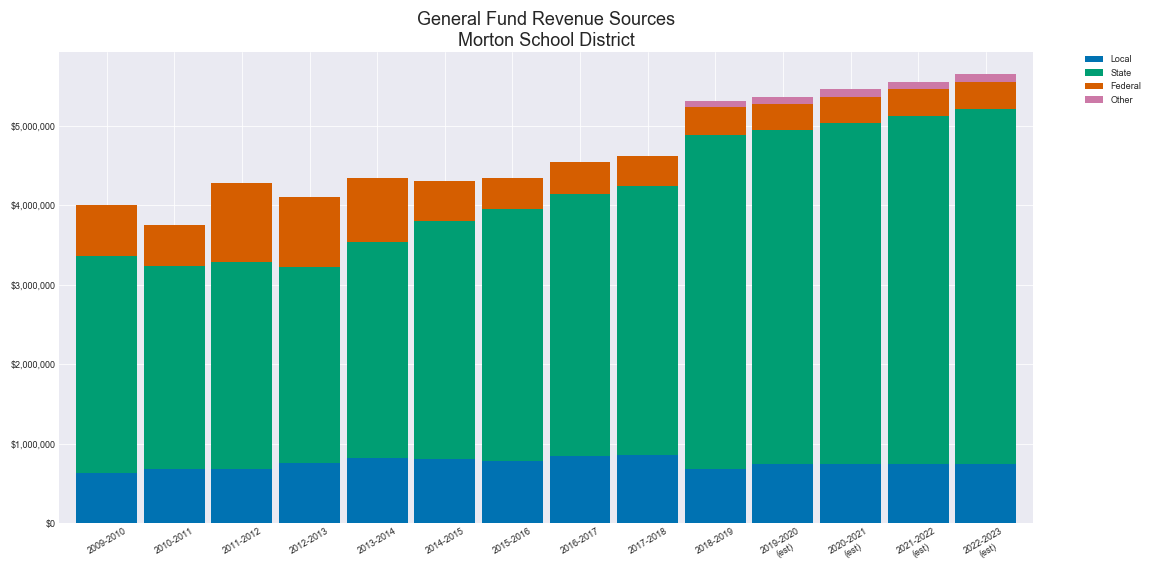 General Fund Revenue Sources
Morton School District
Local
State
Federal
Other
$5,000,000
$4,000,000
$3,000,000
$2,000,000
$1,000,000
$0
2009-2010
2010-2011
2011-2012
2012-2013
2013-2014
2014-2015
2015-2016
2016-2017
2017-2018
2018-2019
2019-2020
(est)
2020-2021
(est)
2021-2022
(est)
2022-2023
(est)